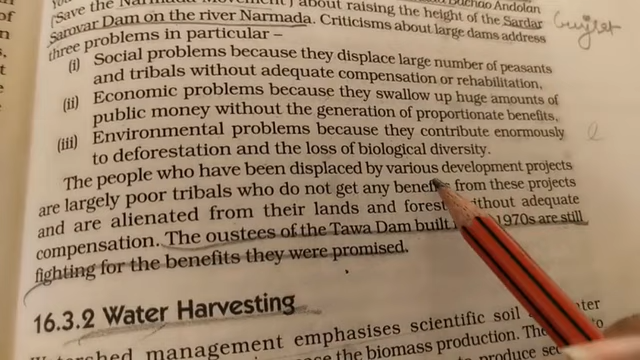 (Save the Narmada Movement) about raising the height of the Sardar
Sarovar Dam on the river Narmada. Criticisms about large dams address
three problems in particular –
Gujrat
(i) Social problems because they displace large number of peasants
and tribals without adequate compensation or rehabilitation,
(ii) Economic problems because they swallow up huge amounts of
public money without the generation of proportionate benefits,
(iii) Environmental problems because they contribute enormously
to deforestation and the loss of biological diversity.
The people who have been displaced by various development projects
are largely poor tribals who do not get any benefits from these projects
and are alienated from their lands and forests without adequate
compensation. The oustees of the Tawa Dam built 1970s are still
fighting for the benefits they were promised.
16.3.2 Water Harvesting
management emphasises scientific soil
the biomass production. The
produce